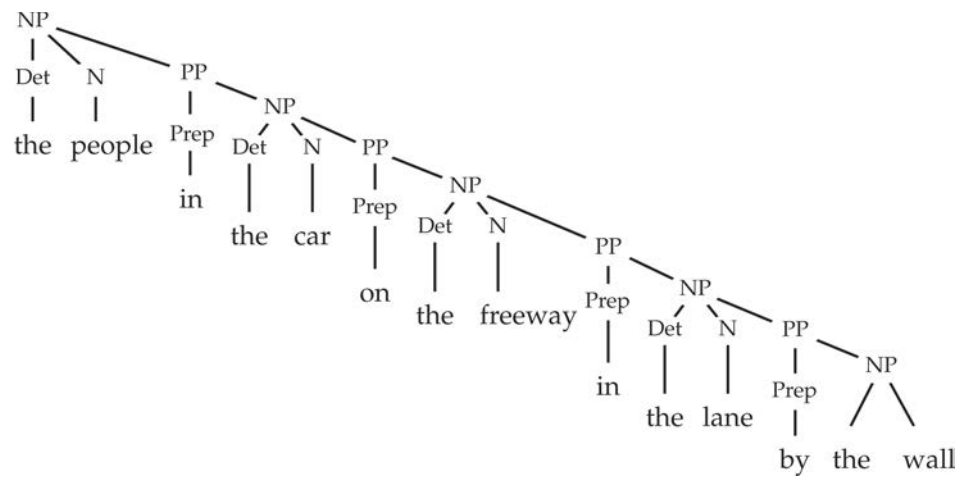 NP
Det N PP
the people Prep NP
in Det N PP
the car Prep NP
on Det N PP
the freeway Prep NP
in Det N PP
the lane Prep NP
by the wall